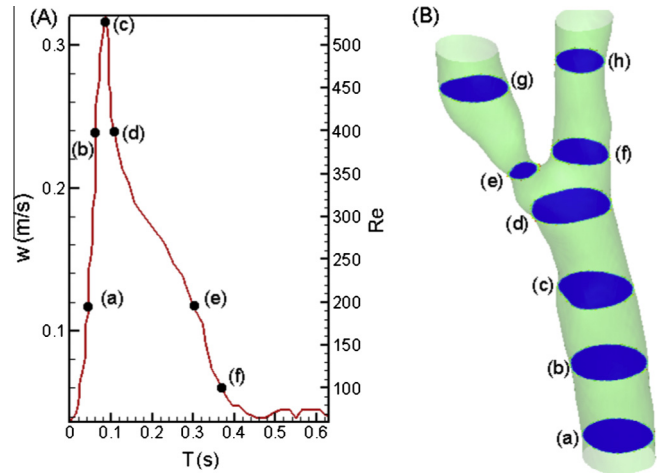 (A)
(B)
0.3
0.2
0.1
w (m/s)
500
450
400
350
300
250
200
150
100
Re
0
0.1
0.2
0.3
0.4
0.5
0.6
T (s)
(c)
(b)
(d)
(a)
(e)
(f)
(h)
(g)
(f)
(e)
(d)
(c)
(b)
(a)